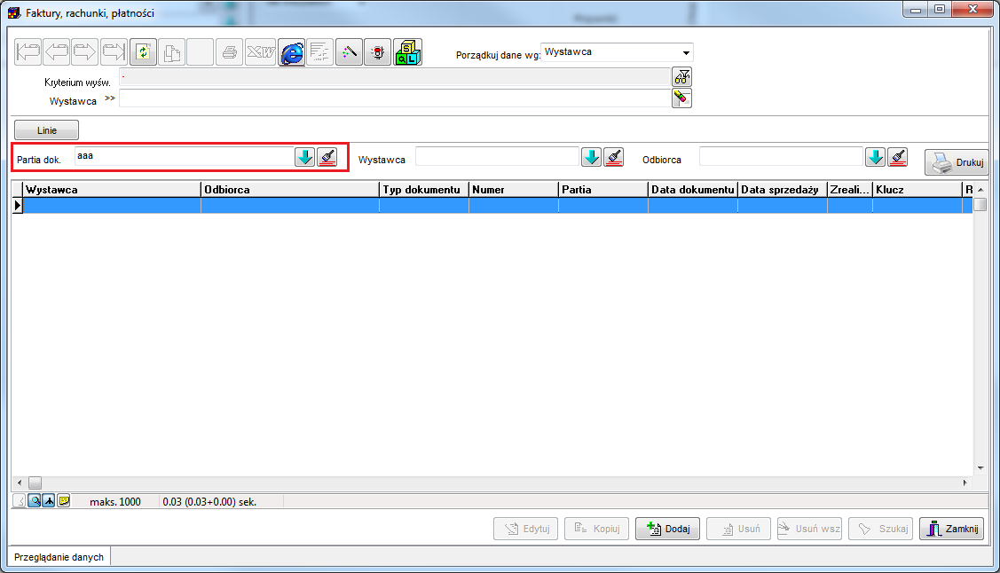 Faktury, rachunki, płatności
Porządkuj dane wg: Wystawca
Kryterium wyśw. -
Wystawca >>
Linie
Partia dok. aaa Wystawca Odbiorca Drukuj
Wystawca Odbiorca Typ dokumentu Numer Partia Data dokumentu Data sprzedaży Zreali... Klucz R
maks. 1000 0.03 (0.03+0.00) sek.
Edytuj Kopiuj Dodaj Usuń Usuń wsz Szukaj Zamknij
Przeglądanie danych